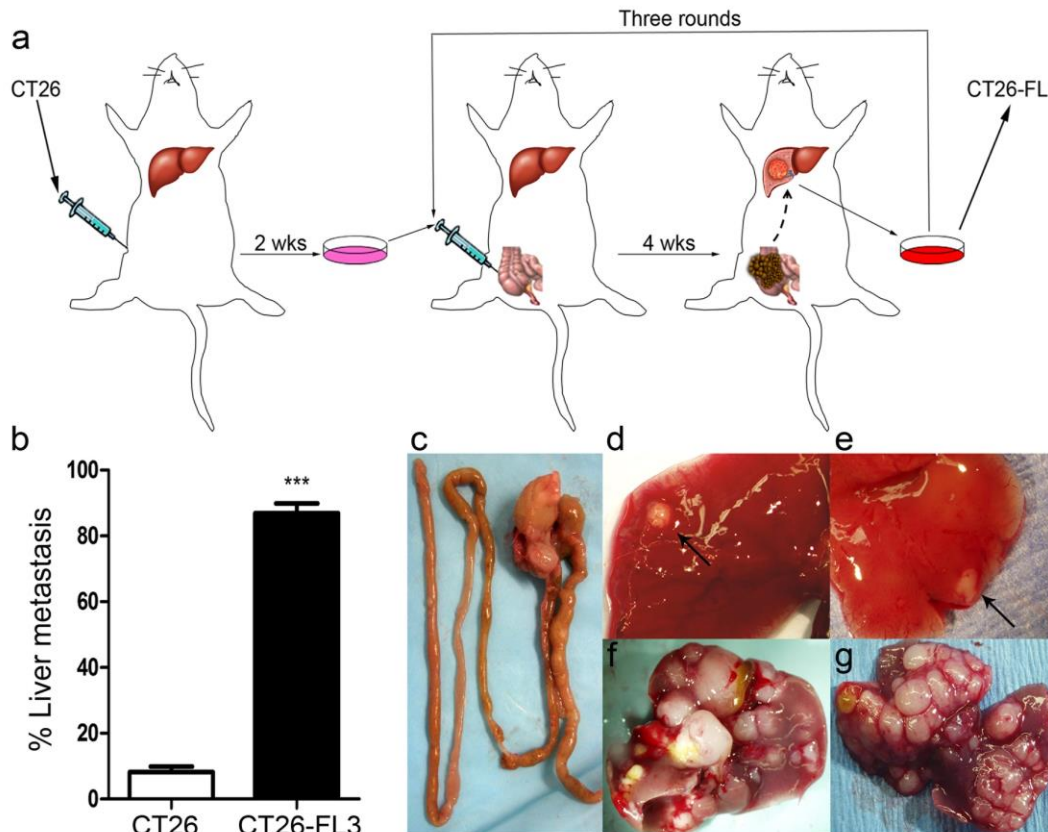 a
Three rounds
CT26
CT26-FL
2 wks
4 wks
b
% Liver metastasis
100
80
60
40
20
0
***
CT26
CT26-FL3
c
d
e
f
g